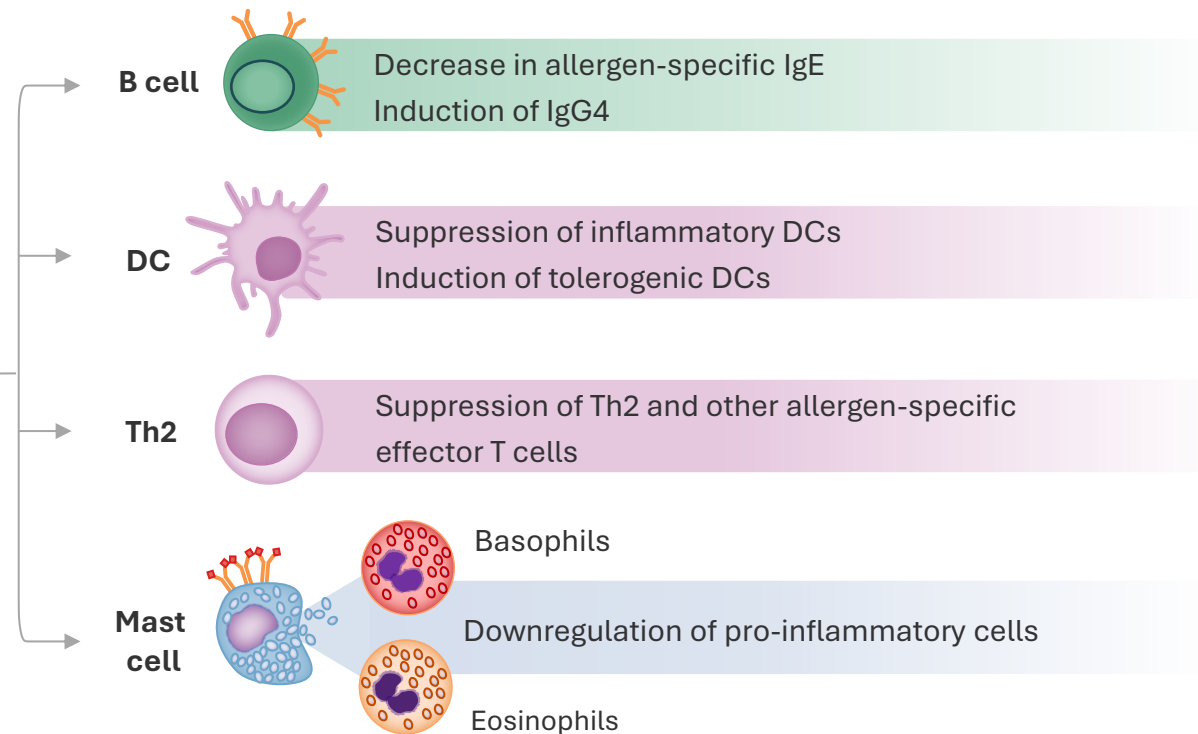 B cell
Decrease in allergen-specific IgE
Induction of IgG4
DC
Suppression of inflammatory DCs
Induction of tolerogenic DCs
Th2
Suppression of Th2 and other allergen-specific
effector T cells
Mast
cell
Basophils
Downregulation of pro-inflammatory cells
Eosinophils